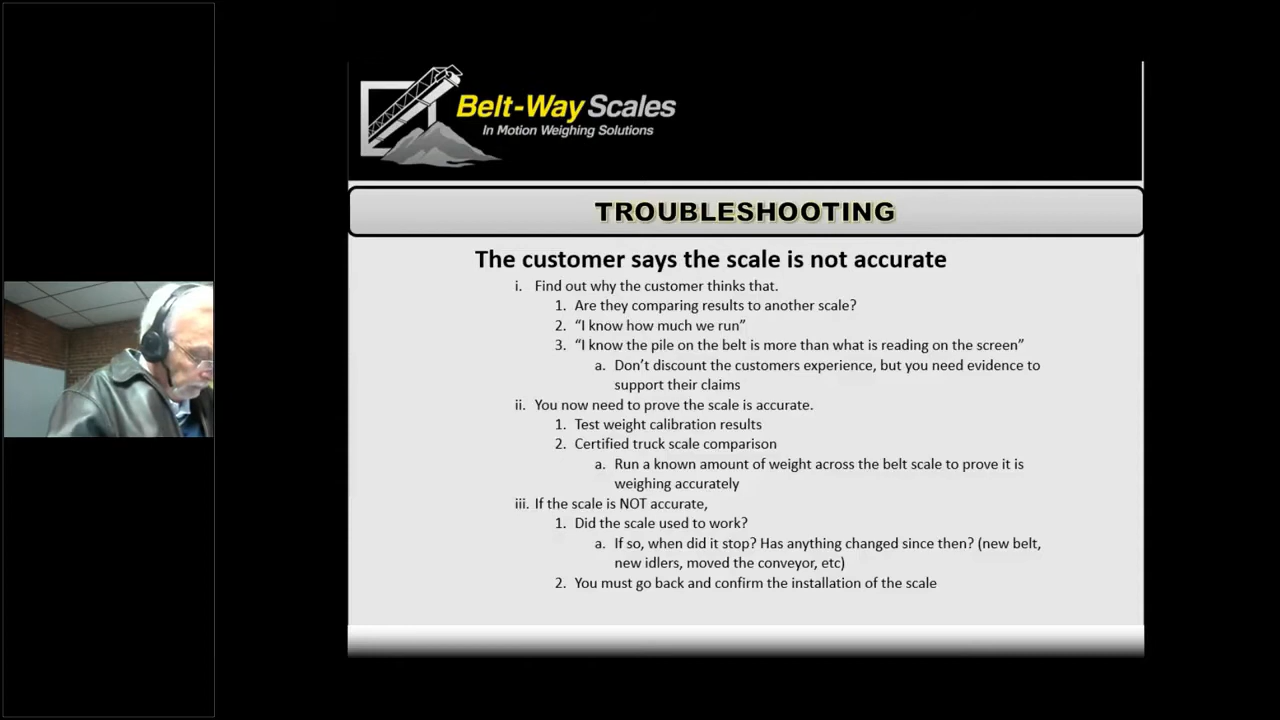 Belt-Way Scales
In Motion Weighing Solutions
TROUBLESHOOTING
The customer says the scale is not accurate
i. Find out why the customer thinks that.
1. Are they comparing results to another scale?
2. “I know how much we run”
3. “I know the pile on the belt is more than what is reading on the screen”
a. Don’t discount the customers experience, but you need evidence to
support their claims
ii. You now need to prove the scale is accurate.
1. Test weight calibration results
2. Certified truck scale comparison
a. Run a known amount of weight across the belt scale to prove it is
weighing accurately
iii. If the scale is NOT accurate,
1. Did the scale used to work?
a. If so, when did it stop? Has anything changed since then? (new belt,
new idlers, moved the conveyor, etc)
2. You must go back and confirm the installation of the scale